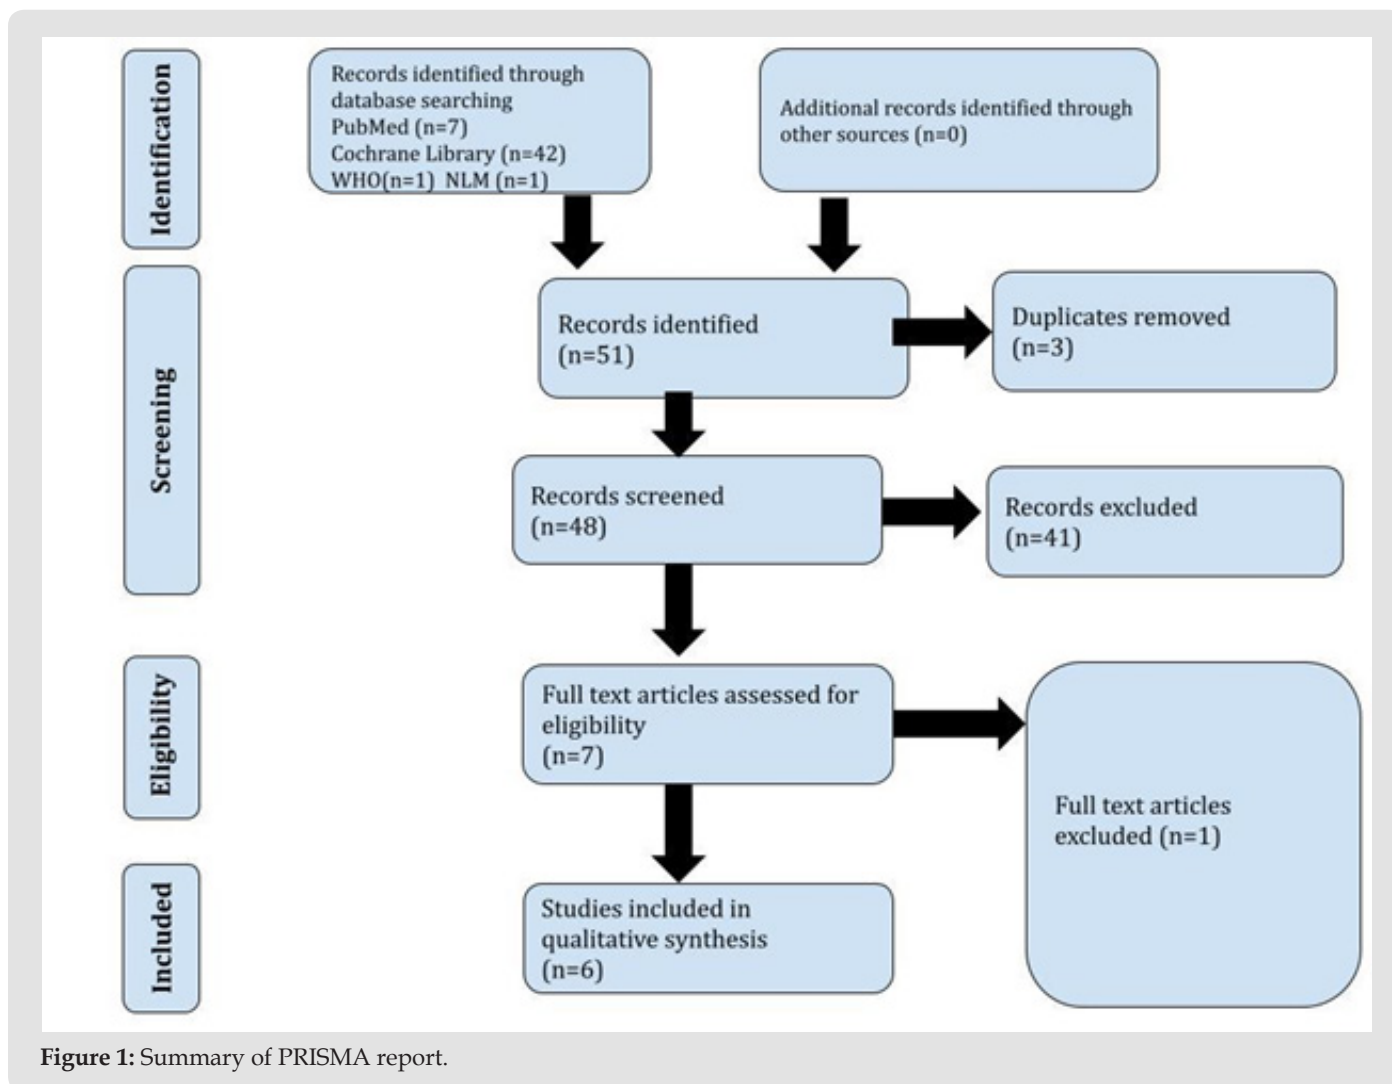 Identification
Records identified through
database searching
PubMed (n=7)
Cochrane Library (n=42)
WHO(n=1) NLM (n=1)
Additional records identified through
other sources (n=0)
Screening
Records identified
(n=51)
Duplicates removed
(n=3)
Records screened
(n=48)
Records excluded
(n=41)
Eligibility
Full text articles assessed for
eligibility
(n=7)
Full text articles
excluded (n=1)
Included
Studies included in
qualitative synthesis
(n=6)
Figure 1: Summary of PRISMA report.